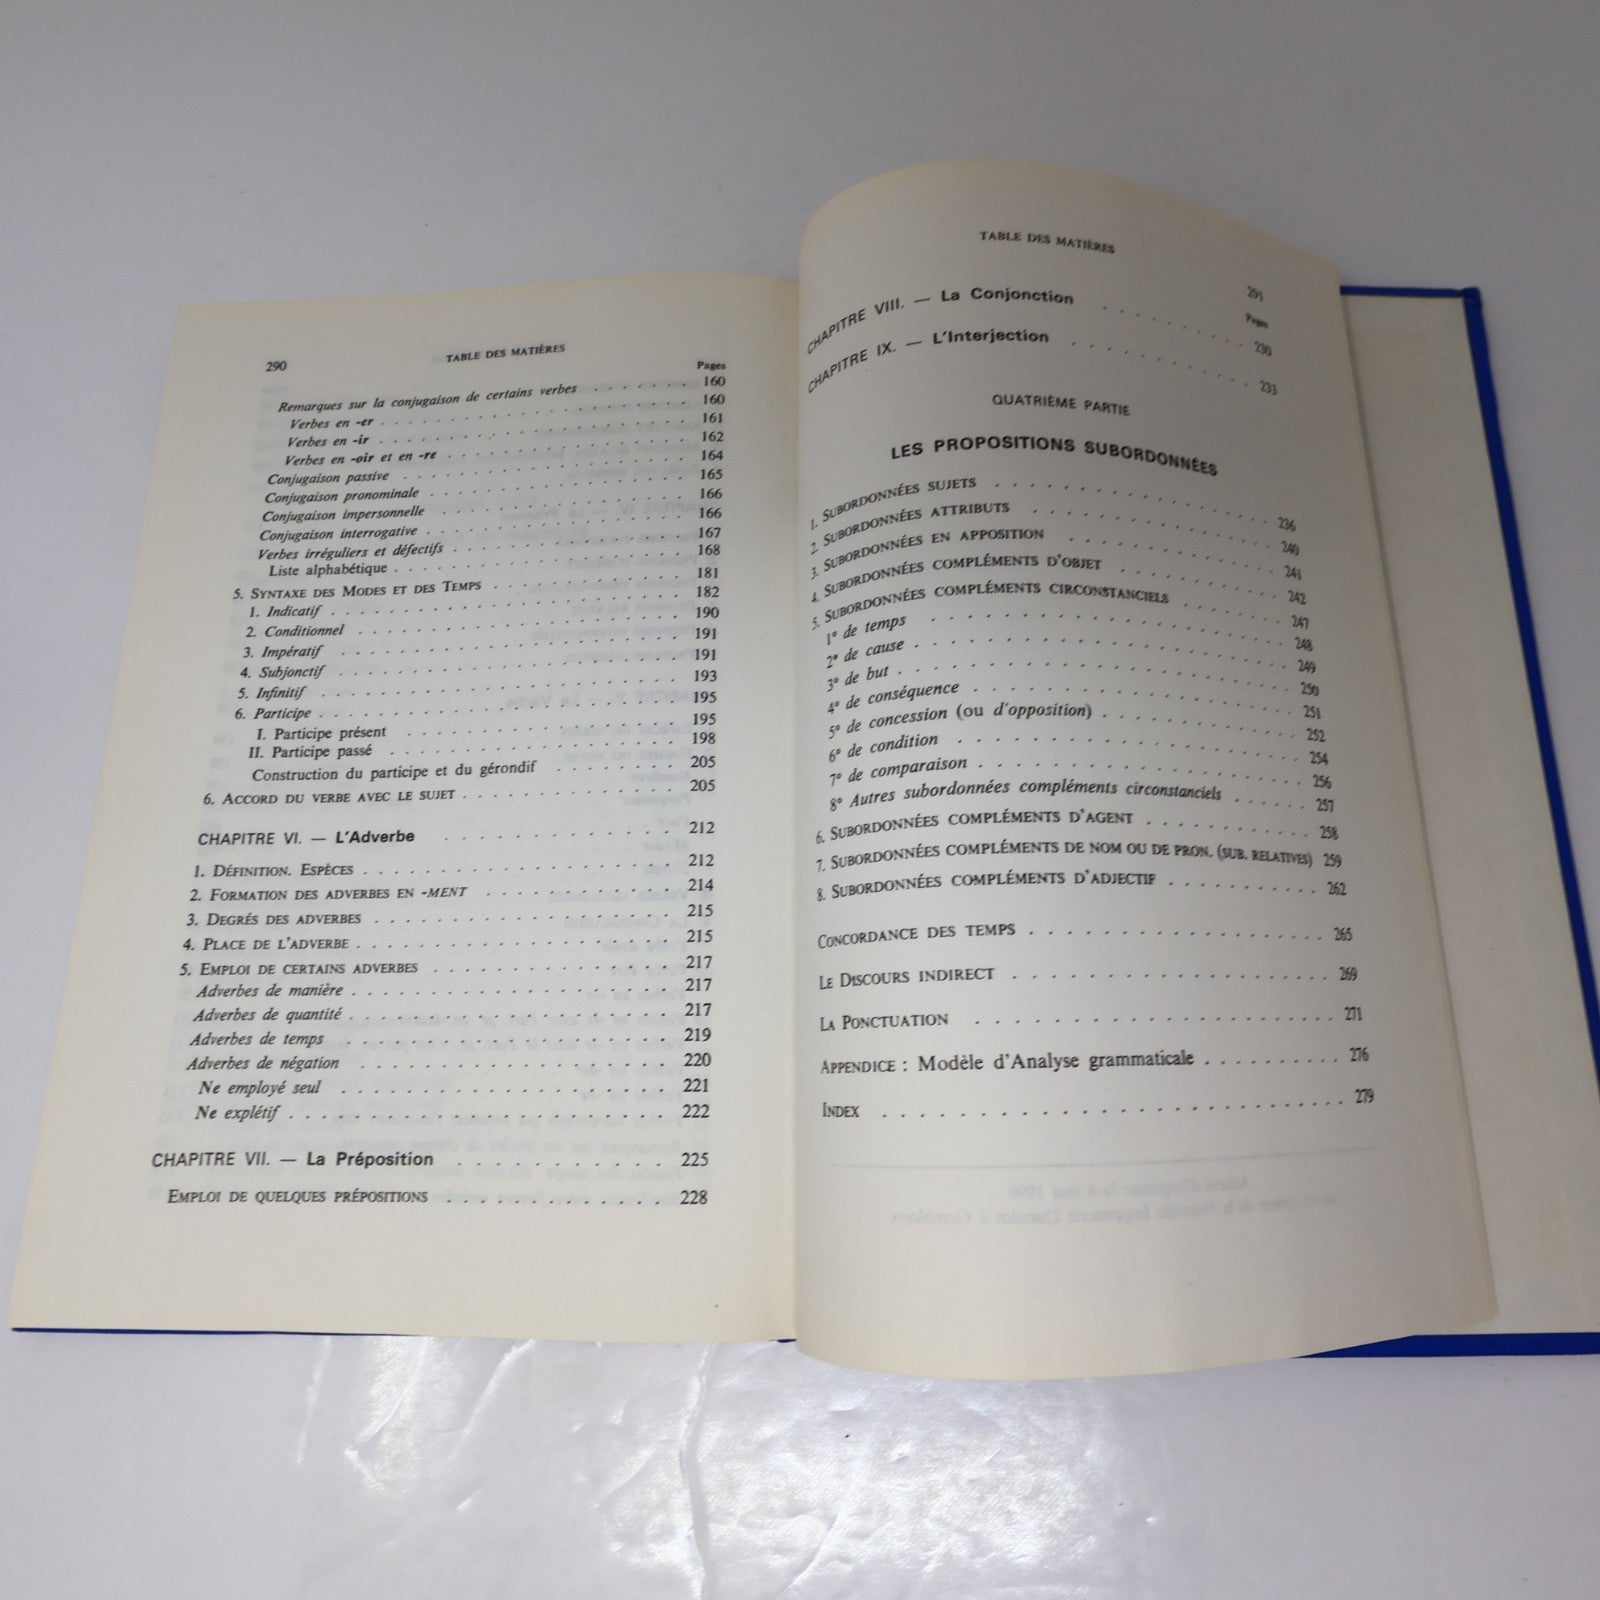 290
TABLE DES MATIÈRES
Pages
Remarques sur la conjugaison de certains verbes . . . . . . . 160
Verbes en -er . . . . . . . 160
Verbes en -ir . . . . . . . 161
Verbes en -oir et en -re . . . . . . . 162
Conjugaison passive . . . . . . . 164
Conjugaison pronominale . . . . . . . 165
Conjugaison impersonnelle . . . . . . . 166
Conjugaison interrogative . . . . . . . 166
Verbes irréguliers et défectifs . . . . . . . 167
Liste alphabétique . . . . . . . 168
5. SYNTAXE DES MODES ET DES TEMPS . . . . . . . 181
1. Indicatif . . . . . . . 182
2. Conditionnel . . . . . . . 190
3. Impératif . . . . . . . 191
4. Subjonctif . . . . . . . 191
5. Infinitif . . . . . . . 193
6. Participe . . . . . . . 195
I. Participe présent . . . . . . . 195
II. Participe passé . . . . . . . 198
Construction du participe et du gérondif . . . . . . . 205
6. ACCORD DU VERBE AVEC LE SUJET . . . . . . . 205
CHAPITRE VI. — L'Adverbe . . . . . . . 212
1. DÉFINITION. ESPÈCES . . . . . . . 212
2. FORMATION DES ADVERBES EN -MENT . . . . . . . 214
3. DEGRÉS DES ADVERBES . . . . . . . 215
4. PLACE DE L'ADVERBE . . . . . . . 215
5. EMPLOI DE CERTAINS ADVERBES . . . . . . . 217
Adverbes de manière . . . . . . . 217
Adverbes de quantité . . . . . . . 217
Adverbes de temps . . . . . . . 219
Adverbes de négation . . . . . . . 220
Ne employé seul . . . . . . . 221
Ne explétif . . . . . . . 222
CHAPITRE VII. — La Préposition . . . . . . . 225
EMPLOI DE QUELQUES PRÉPOSITIONS . . . . . . . 228
TABLE DES MATIÈRES
291
Pages
CHAPITRE VIII. — La Conjonction . . . . . . . 230
CHAPITRE IX. — L'Interjection . . . . . . . 233
QUATRIÈME PARTIE
LES PROPOSITIONS SUBORDONNÉES
1. SUBORDONNÉES SUJETS . . . . . . . 236
2. SUBORDONNÉES ATTRIBUTS . . . . . . . 240
3. SUBORDONNÉES EN APPOSITION . . . . . . . 241
4. SUBORDONNÉES COMPLÉMENTS D'OBJET . . . . . . . 242
5. SUBORDONNÉES COMPLÉMENTS CIRCONSTANCIELS . . . . . . . 247
1° de temps . . . . . . . 248
2° de cause . . . . . . . 249
3° de but . . . . . . . 250
4° de conséquence . . . . . . . 251
5° de concession (ou d'opposition) . . . . . . . 252
6° de condition . . . . . . . 254
7° de comparaison . . . . . . . 256
8° Autres subordonnées compléments circonstanciels . . . . . . . 257
6. SUBORDONNÉES COMPLÉMENTS D'AGENT . . . . . . . 258
7. SUBORDONNÉES COMPLÉMENTS DE NOM OU DE PRON. (SUB. RELATIVES) 259
8. SUBORDONNÉES COMPLÉMENTS D'ADJECTIF . . . . . . . 262
CONCORDANCE DES TEMPS . . . . . . . 265
LE DISCOURS INDIRECT . . . . . . . 269
LA PONCTUATION . . . . . . . 271
APPENDICE : Modèle d'Analyse grammaticale . . . . . . . 276
INDEX . . . . . . . 279